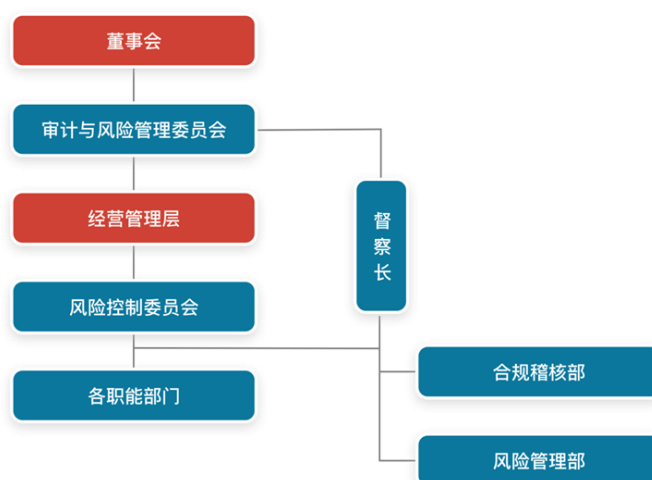 董事会
审计与风险管理委员会
经营管理层
督察长
风险控制委员会
合规稽核部
各职能部门
风险管理部